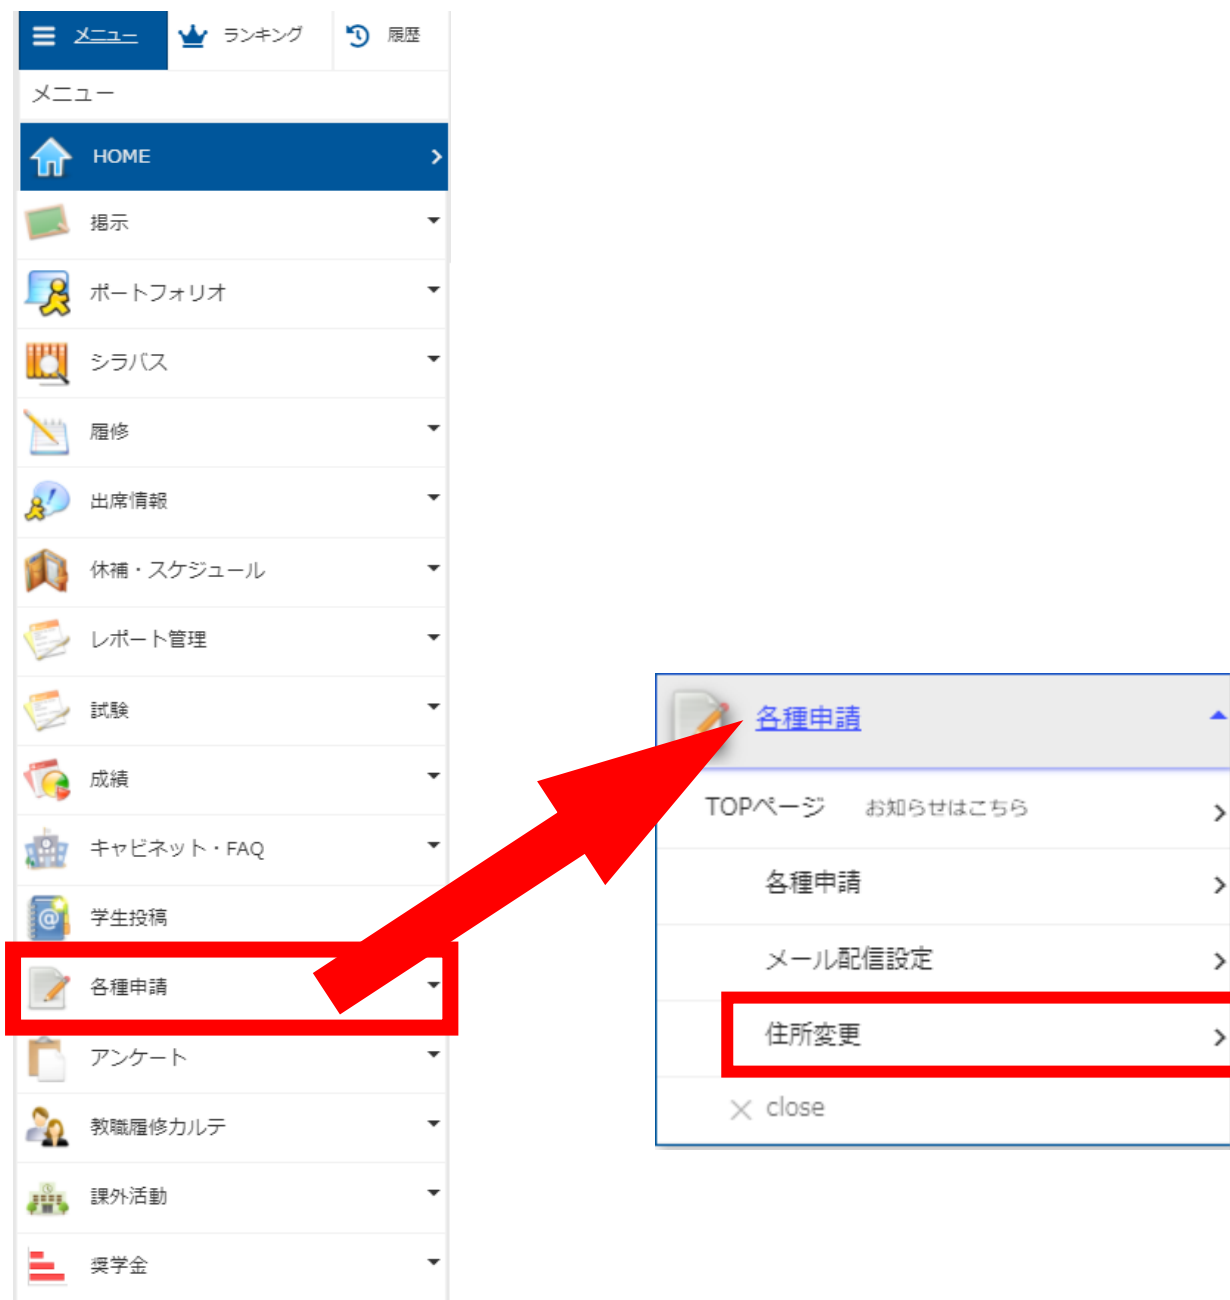 メニュー ランキング 履歴
メニュー
HOME
掲示
ポートフォリオ
シラバス
履修
出席情報
休補・スケジュール
レポート管理
試験
成績
キャビネット・FAQ
学生投稿
各種申請
アンケート
教職履修カルテ
課外活動
奨学金
各種申請
TOPページ お知らせはこちら
各種申請
メール配信設定
住所変更
close